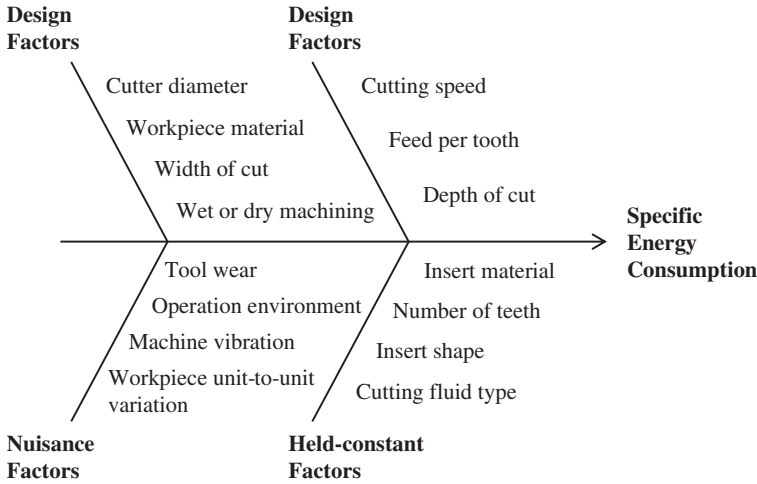 Design
Factors
Design
Factors
Cutter diameter
Workpiece material
Width of cut
Wet or dry machining
Cutting speed
Feed per tooth
Depth of cut
Specific
Energy
Consumption
Tool wear
Operation environment
Machine vibration
Workpiece unit-to-unit
variation
Insert material
Number of teeth
Insert shape
Cutting fluid type
Nuisance
Factors
Held-constant
Factors